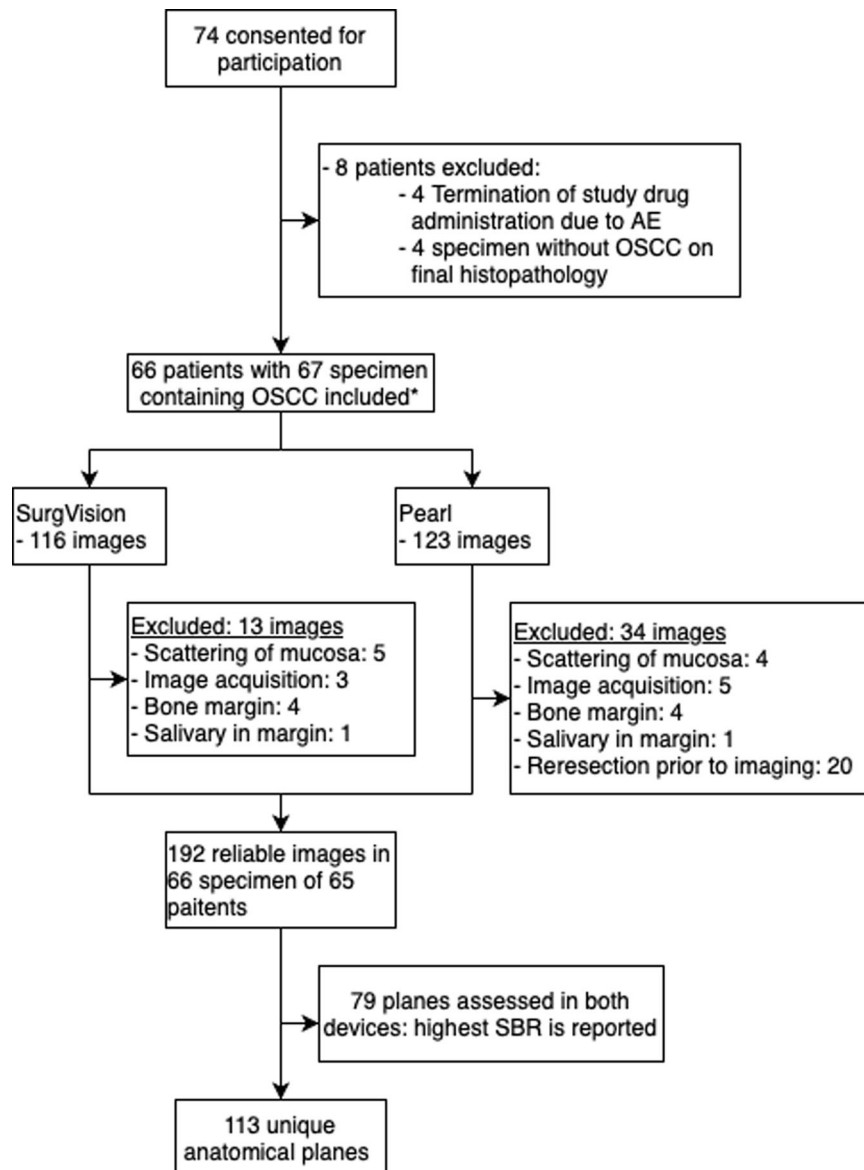 74 consented for
participation
- 8 patients excluded:
- 4 Termination of study drug
administration due to AE
- 4 specimen without OSCC on
final histopathology
66 patients with 67 specimen
containing OSCC included*
SurgVision
- 116 images
Pearl
- 123 images
Excluded: 13 images
- Scattering of mucosa: 5
- Image acquisition: 3
- Bone margin: 4
- Salivary in margin: 1
Excluded: 34 images
- Scattering of mucosa: 4
- Image acquisition: 5
- Bone margin: 4
- Salivary in margin: 1
- Reresection prior to imaging: 20
192 reliable images in
66 specimen of 65
paitents
79 planes assessed in both
devices: highest SBR is reported
113 unique
anatomical planes